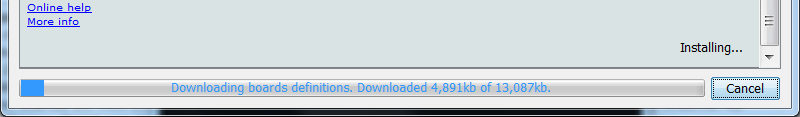 Online help
More info
Installing...
Downloading boards definitions. Downloaded 4,891kb of 13,087kb.
Cancel